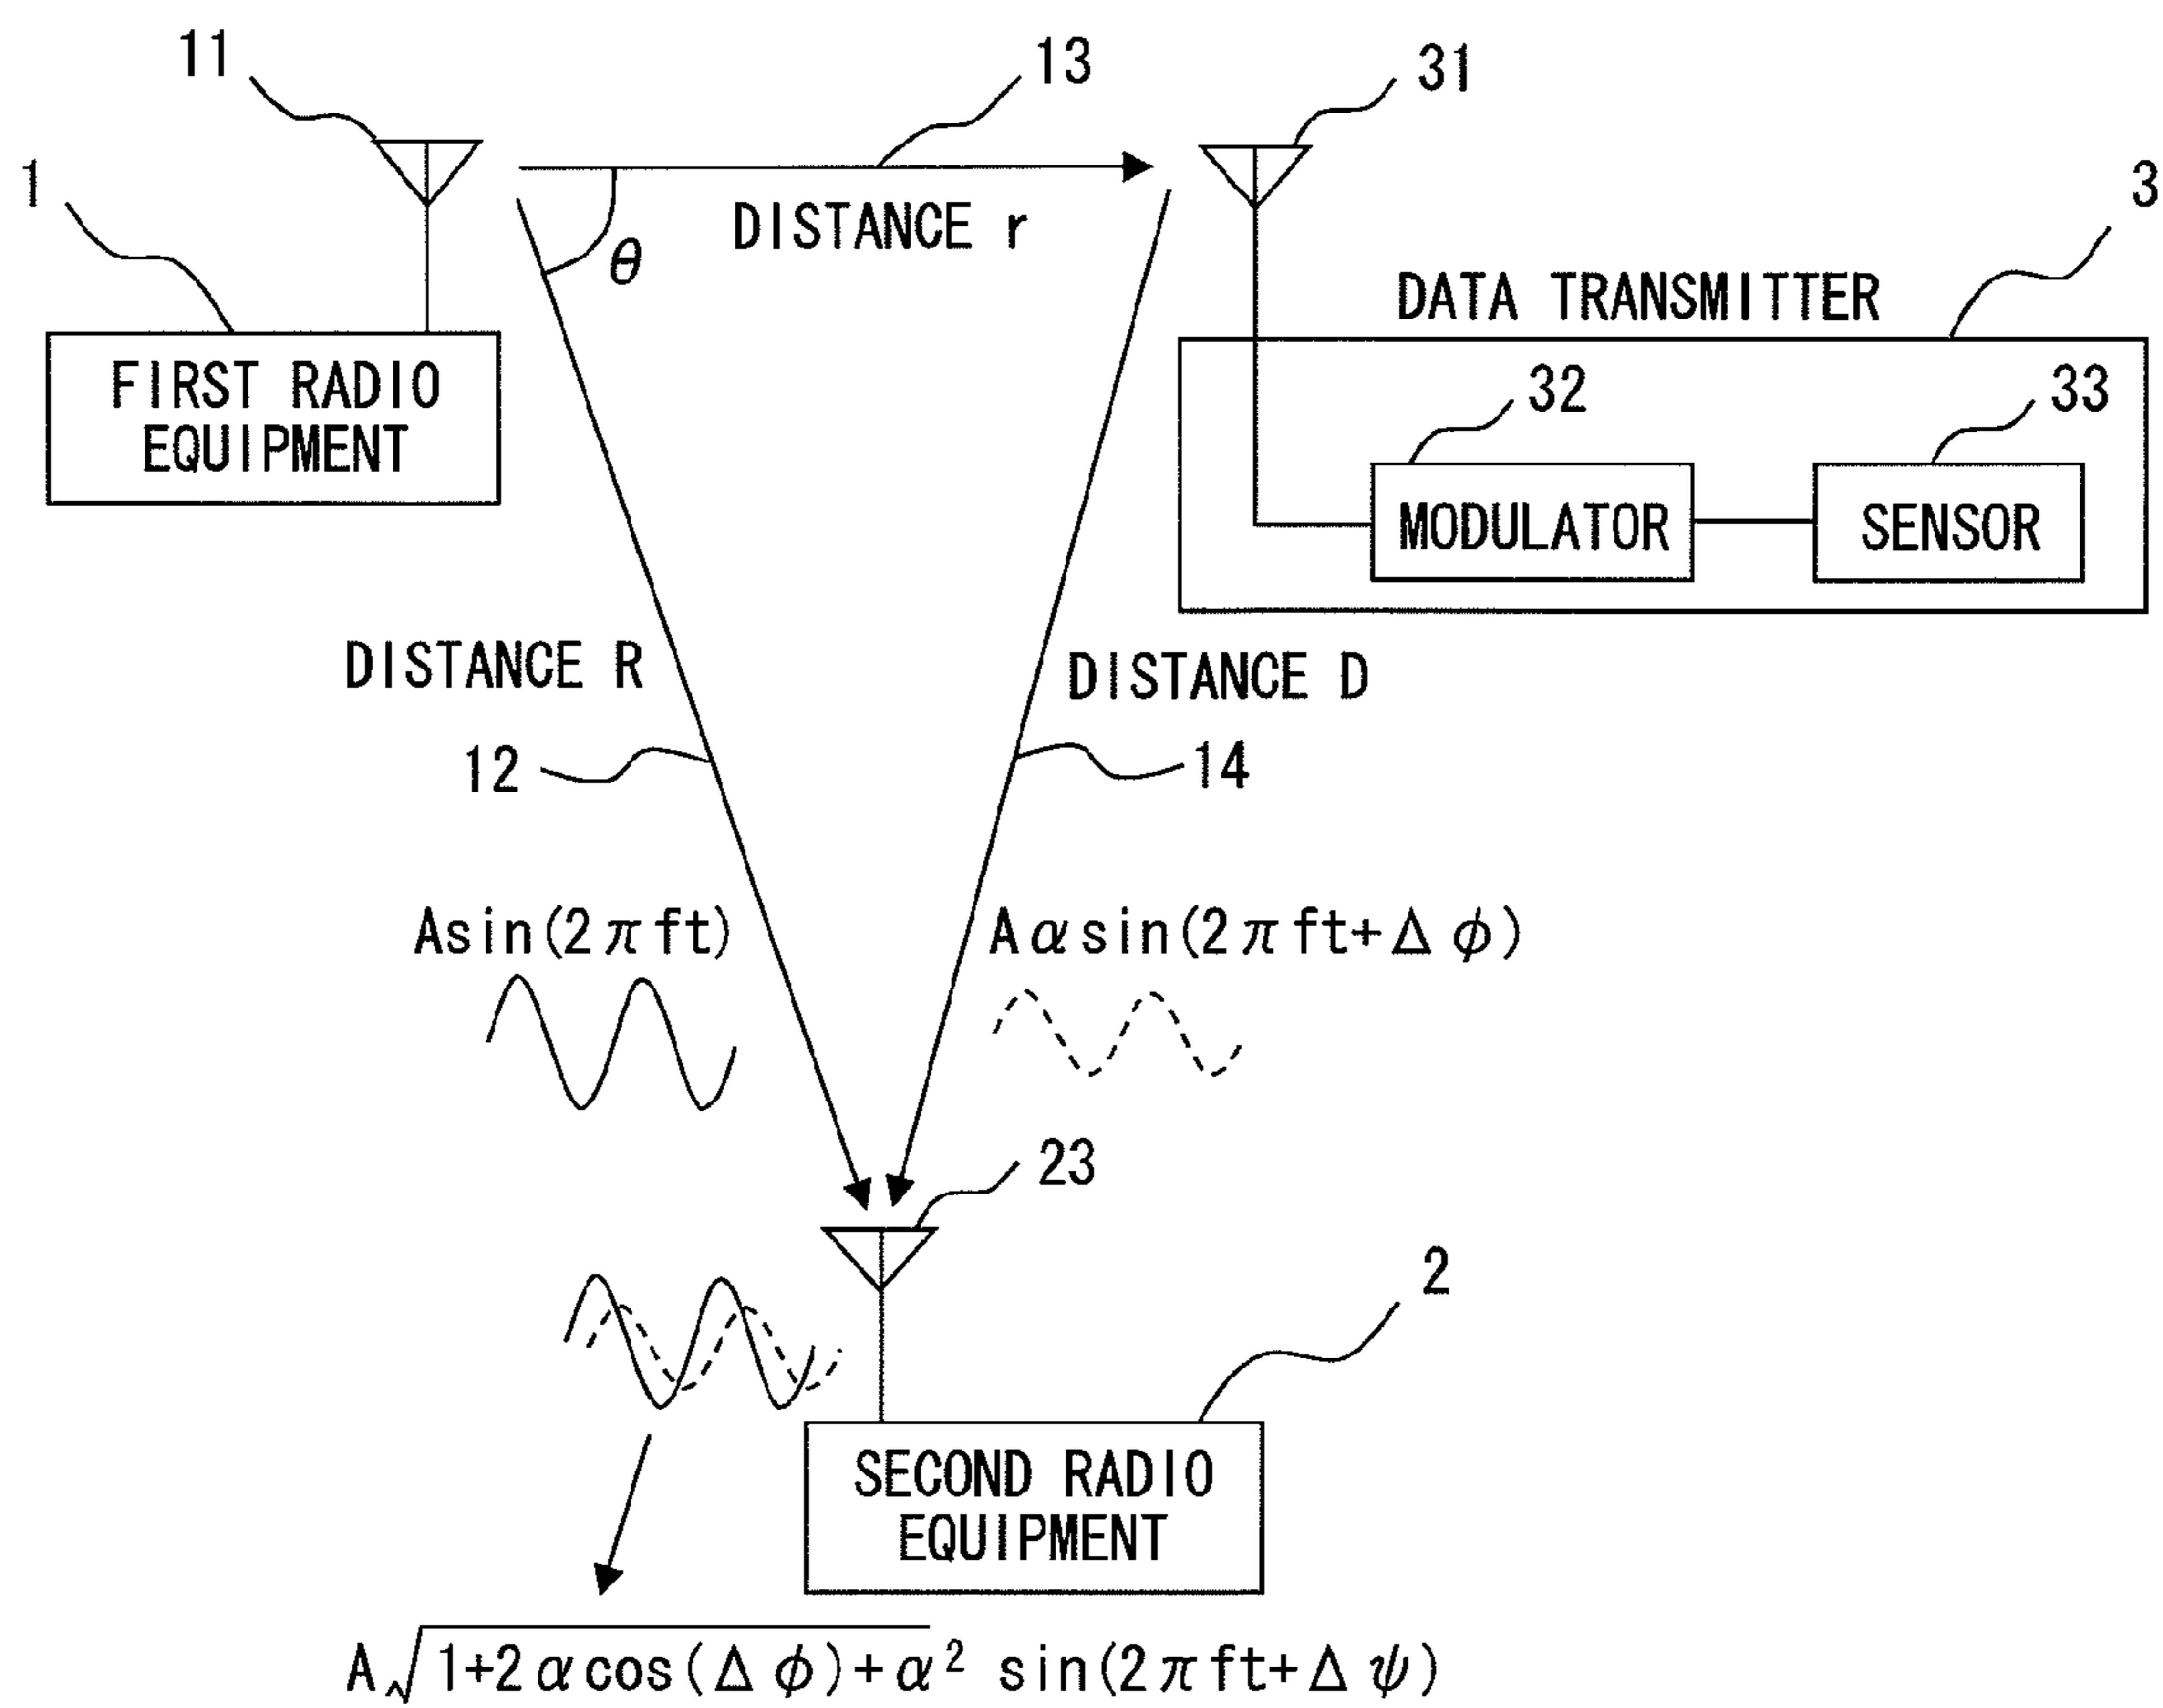 11
13
31
1
3
DISTANCE r
θ
DATA TRANSMITTER
FIRST RADIO
EQUIPMENT
32
33
MODULATOR
SENSOR
DISTANCE R
DISTANCE D
12
14
Asin(2πft)
Aαsin(2πft+Δφ)
23
2
SECOND RADIO
EQUIPMENT
A√1+2αcos(Δφ)+α² sin(2πft+Δψ)